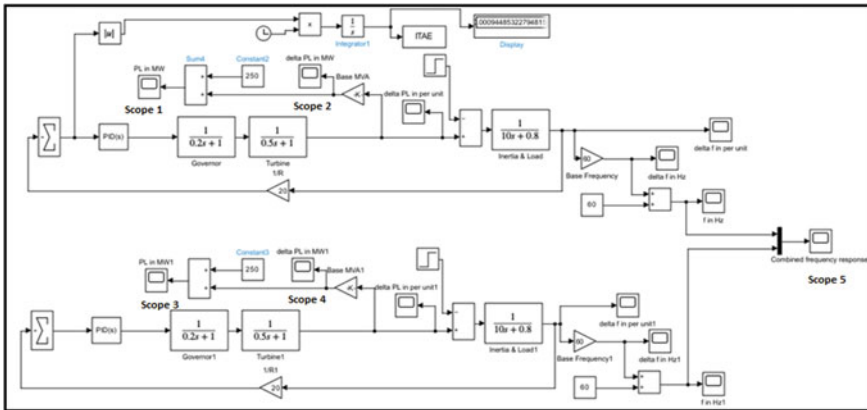 |u|
×
1/s
Integrator1
ITAE
Display
PL in MW
Sum4
Constant2
250
delta PL in MW
Base MVA
-K-
Scope 1
Scope 2
delta PL in per unit
PID(s)
1
0.2s + 1
Governor
1
0.5s + 1
Turbine
1
10s + 0.8
Inertia & Load
1/R
20
delta f in per unit
60
Base Frequency
delta f in Hz
60
f in Hz
Combined frequency response
Scope 5
PL in MW1
Constant3
250
delta PL in MW1
Base MVA1
-K-
Scope 3
Scope 4
delta PL in per unit1
PID(s)
1
0.2s + 1
Governor1
1
0.5s + 1
Turbine1
1
10s + 0.8
Inertia & Load1
1/R1
20
delta f in per unit1
60
Base Frequency1
delta f in Hz1
60
f in Hz1